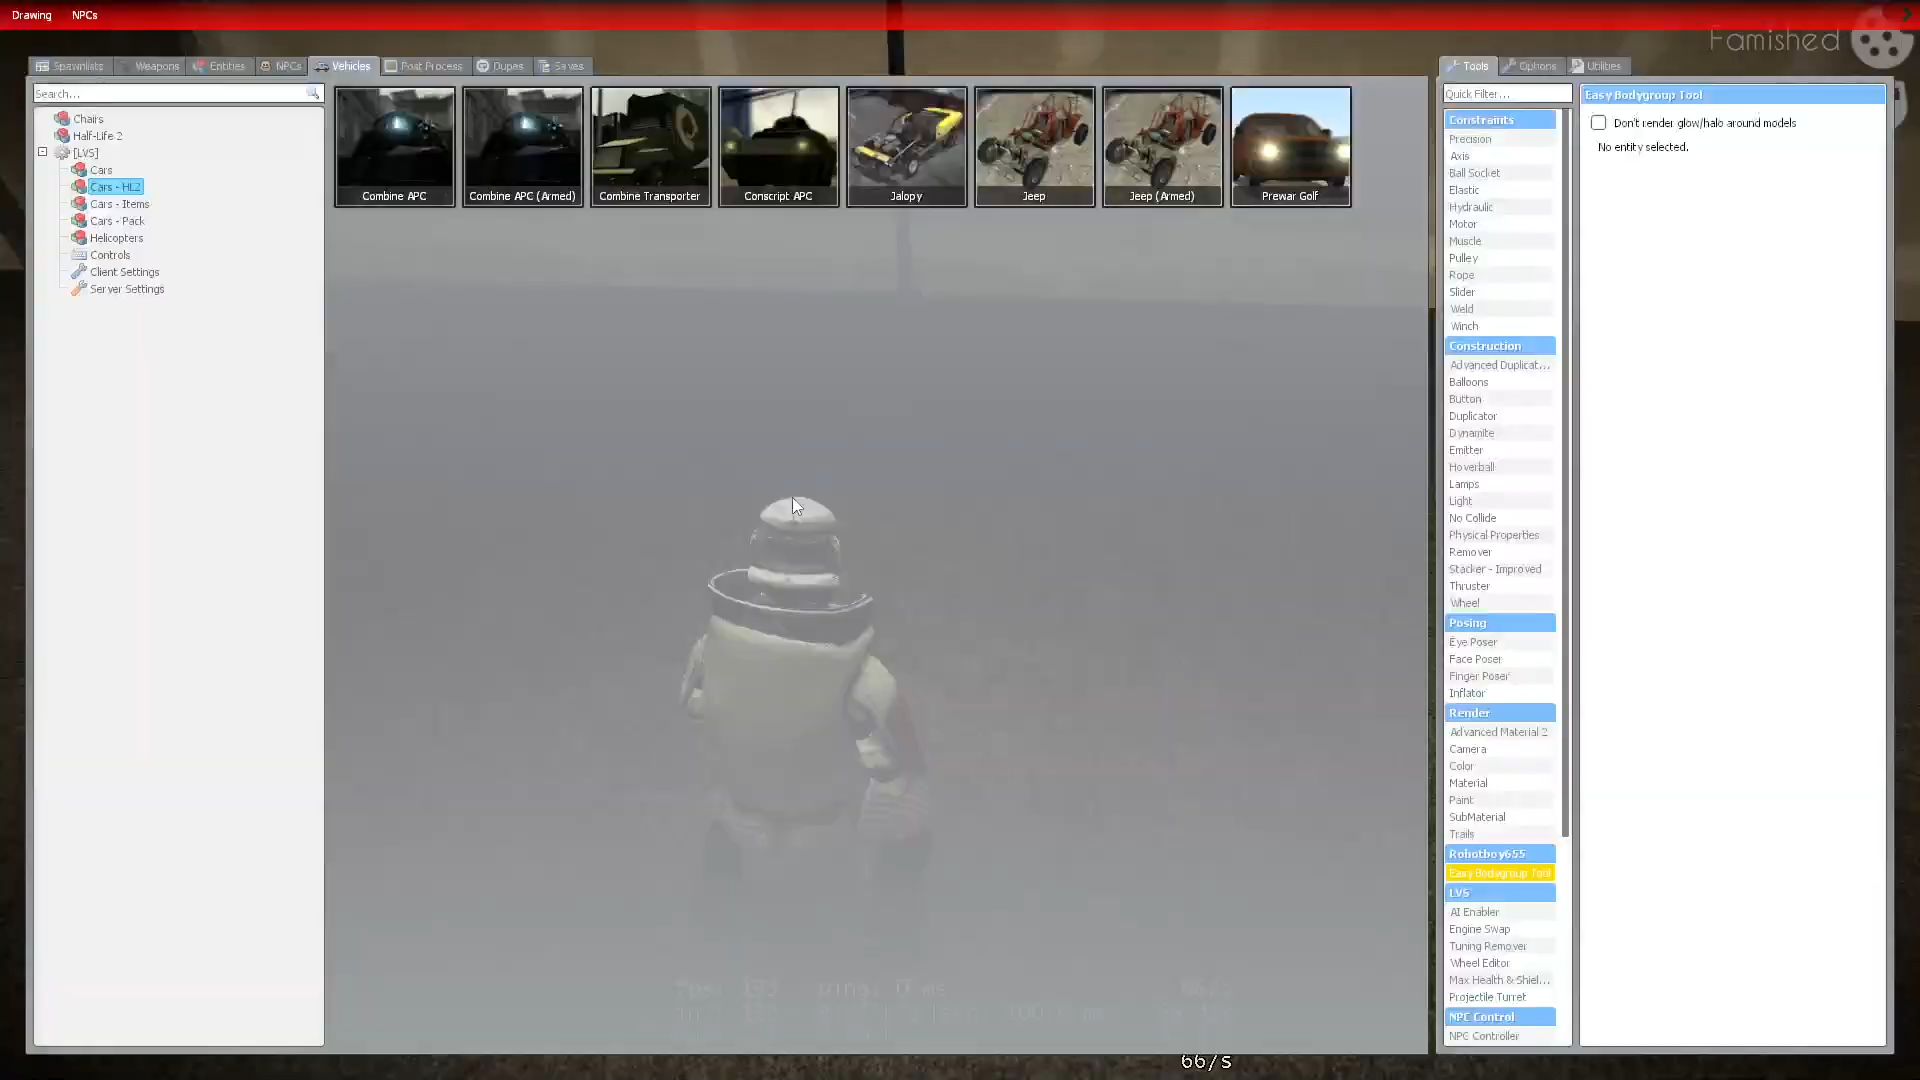 Drawing NPCs
Famished
Spawnlists Weapons Entities NPCs Vehicles Post Process Dupes Saves
Search...
Chairs
Half-Life 2
[LVS]
Cars
Cars - HL2
Cars - Items
Cars - Pack
Helicopters
Controls
Client Settings
Server Settings
Combine APC
Combine APC (Armed)
Combine Transporter
Conscript APC
Jalopy
Jeep
Jeep (Armed)
Prewar Golf
Tools Options Utilities
Quick Filter...
Constraints
Precision
Axis
Ball Socket
Elastic
Hydraulic
Motor
Muscle
Pulley
Rope
Slider
Weld
Winch
Construction
Advanced Duplicat...
Balloons
Button
Duplicator
Dynamite
Emitter
Hoverball
Lamps
Light
No Collide
Physical Properties
Remover
Stacker - Improved
Thruster
Wheel
Posing
Eye Poser
Face Poser
Finger Poser
Inflator
Render
Advanced Material 2
Camera
Color
Material
Paint
SubMaterial
Trails
Robotboy655
Easy Bodygroup Tool
LVS
AI Enabler
Engine Swap
Tuning Remover
Wheel Editor
Max Health & Shiel...
Projectile Turret
NPC Control
NPC Controller
Easy Bodygroup Tool
Don't render glow/halo around models
No entity selected.
ping: 0 ms
66/s